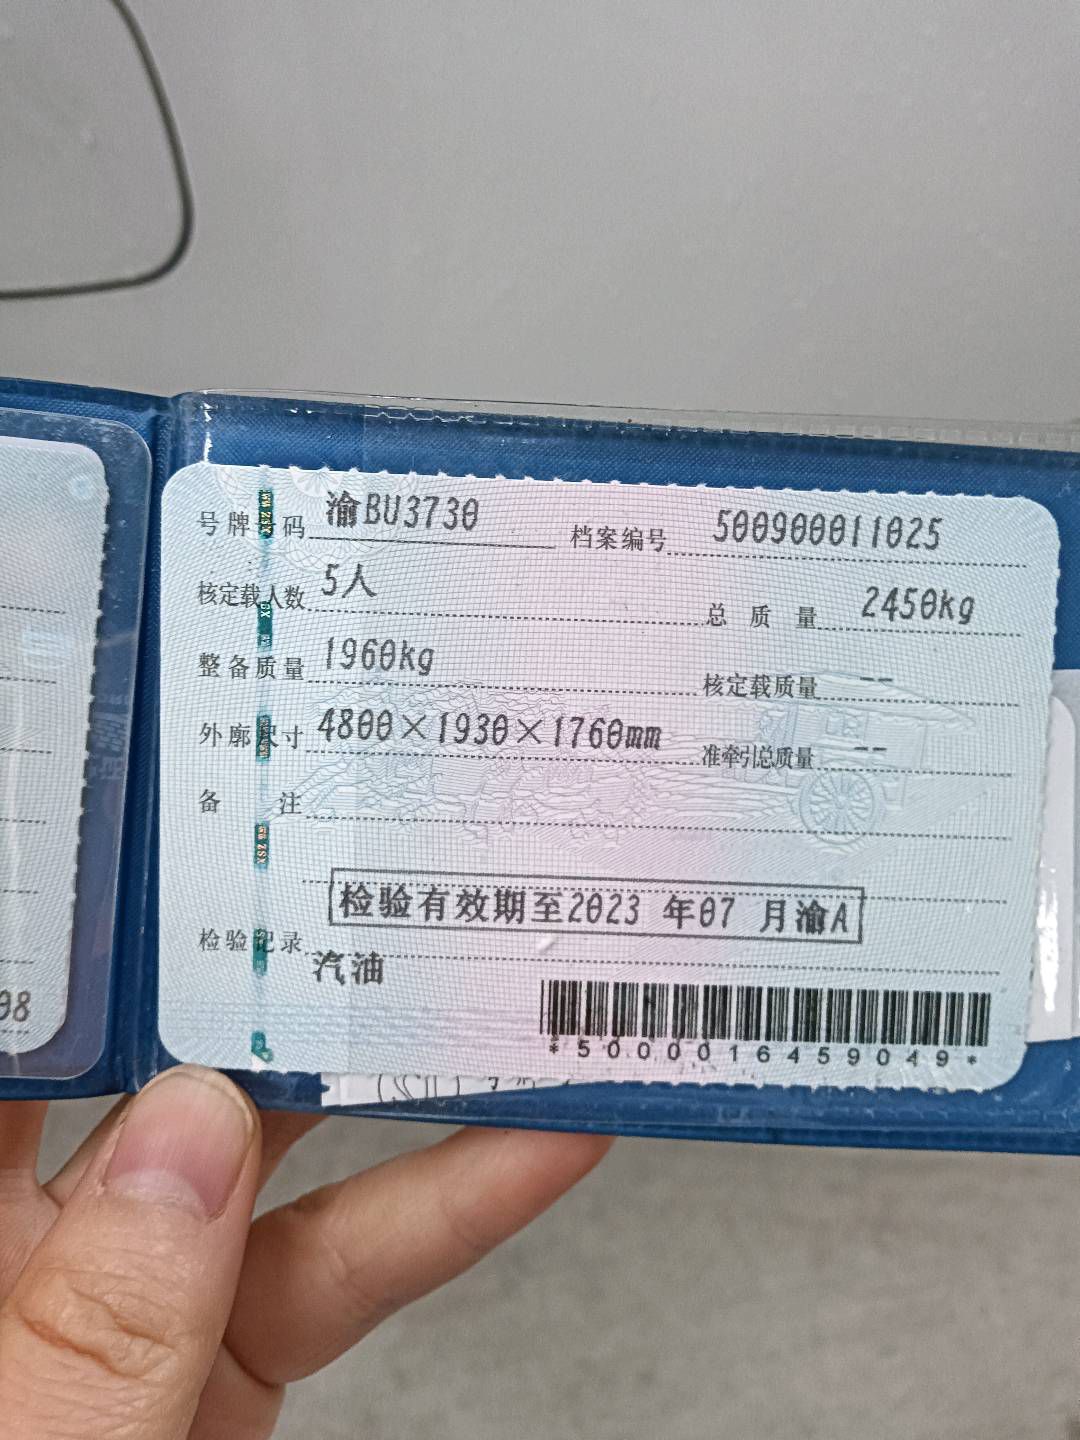 号牌号码 渝BU3730 档案编号 500900011025
核定载人数 5人 总质量 2450kg
整备质量 1960kg 核定载质量 --
外廓尺寸 4800×1930×1760mm 准牵引总质量 --
备注
检验有效期至2023 年07 月渝A
检验记录
汽油
*5000016459049*
98